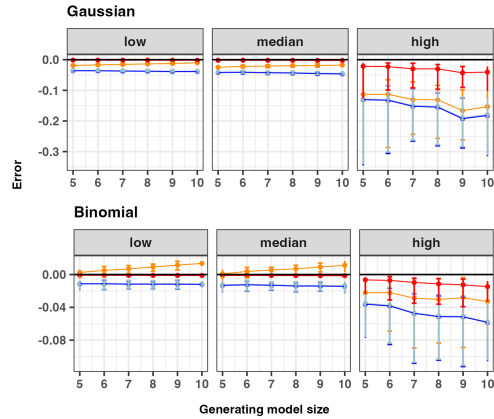 Gaussian
low median high
0.0
-0.1
-0.2
-0.3
5 6 7 8 9 10 5 6 7 8 9 10 5 6 7 8 9 10
Error
Binomial
low median high
0.00
-0.04
-0.08
5 6 7 8 9 10 5 6 7 8 9 10 5 6 7 8 9 10
Generating model size